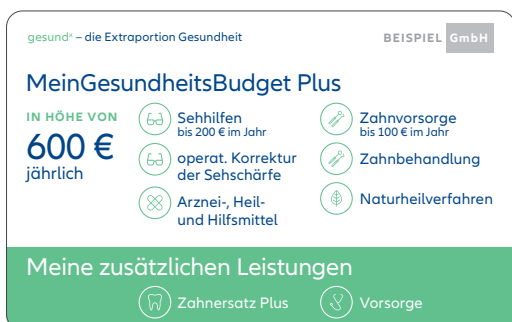 gesundˣ – die Extraportion Gesundheit
BEISPIEL GmbH
MeinGesundheitsBudget Plus
IN HÖHE VON
600 €
jährlich
Sehhilfen
bis 200 € im Jahr
operat. Korrektur
der Sehschärfe
Arznei-, Heil-
und Hilfsmittel
Zahnvorsorge
bis 100 € im Jahr
Zahnbehandlung
Naturheilverfahren
Meine zusätzlichen Leistungen
Zahnersatz Plus
Vorsorge